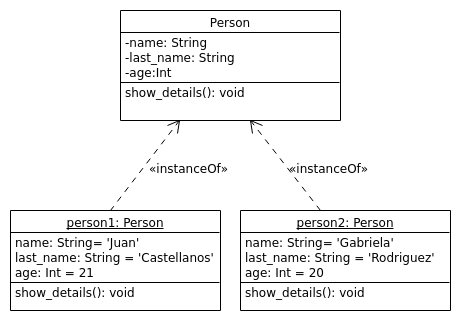 Person
-name: String
-last_name: String
-age:Int
show_details(): void
«instanceOf»
«instanceOf»
person1: Person
name: String= 'Juan'
last_name: String = 'Castellanos'
age: Int = 21
show_details(): void
person2: Person
name: String= 'Gabriela'
last_name: String = 'Rodriguez'
age: Int = 20
show_details(): void